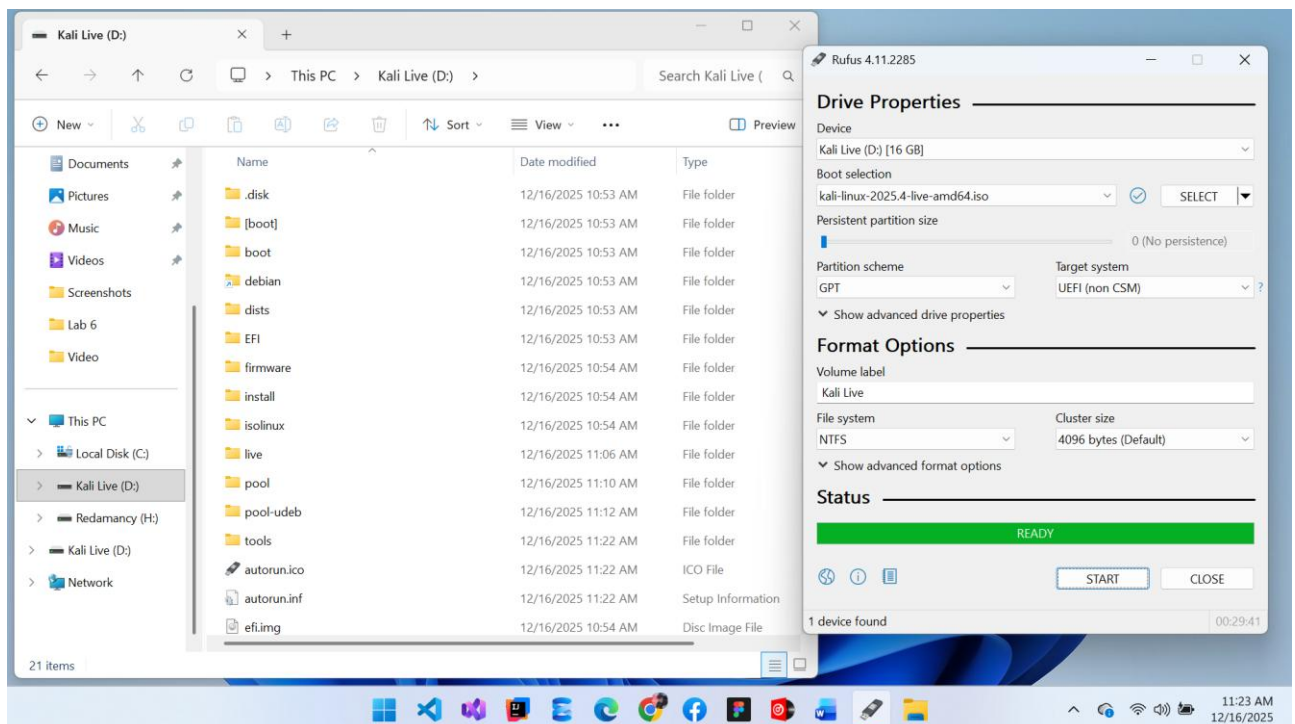 Kali Live (D:)
This PC > Kali Live (D:) >
Search Kali Live (
New
Sort
View
Preview
Documents
Pictures
Music
Videos
Screenshots
Lab 6
Video
This PC
Local Disk (C:)
Kali Live (D:)
Redamancy (H:)
Kali Live (D:)
Network
Name Date modified Type
.disk 12/16/2025 10:53 AM File folder
[boot] 12/16/2025 10:53 AM File folder
boot 12/16/2025 10:53 AM File folder
debian 12/16/2025 10:53 AM File folder
dists 12/16/2025 10:53 AM File folder
EFI 12/16/2025 10:53 AM File folder
firmware 12/16/2025 10:54 AM File folder
install 12/16/2025 10:54 AM File folder
isolinux 12/16/2025 10:54 AM File folder
live 12/16/2025 11:06 AM File folder
pool 12/16/2025 11:10 AM File folder
pool-udeb 12/16/2025 11:12 AM File folder
tools 12/16/2025 11:22 AM File folder
autorun.ico 12/16/2025 11:22 AM ICO File
autorun.inf 12/16/2025 11:22 AM Setup Information
efi.img 12/16/2025 10:54 AM Disc Image File
21 items
Rufus 4.11.2285
Drive Properties
Device
Kali Live (D:) [16 GB]
Boot selection
kali-linux-2025.4-live-amd64.iso
SELECT
Persistent partition size
0 (No persistence)
Partition scheme Target system
GPT UEFI (non CSM) ?
Show advanced drive properties
Format Options
Volume label
Kali Live
File system Cluster size
NTFS 4096 bytes (Default)
Show advanced format options
Status
READY
START CLOSE
1 device found 00:29:41
11:23 AM
12/16/2025